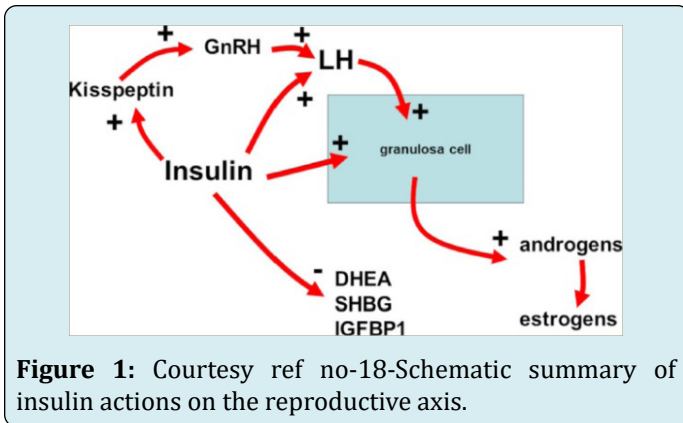 +
GnRH
+
LH
Kisspeptin
+
+
+
+
granulosa cell
Insulin
+
androgens
-
DHEA
SHBG
IGFBP1
estrogens
Figure 1: Courtesy ref no-18-Schematic summary of
insulin actions on the reproductive axis.